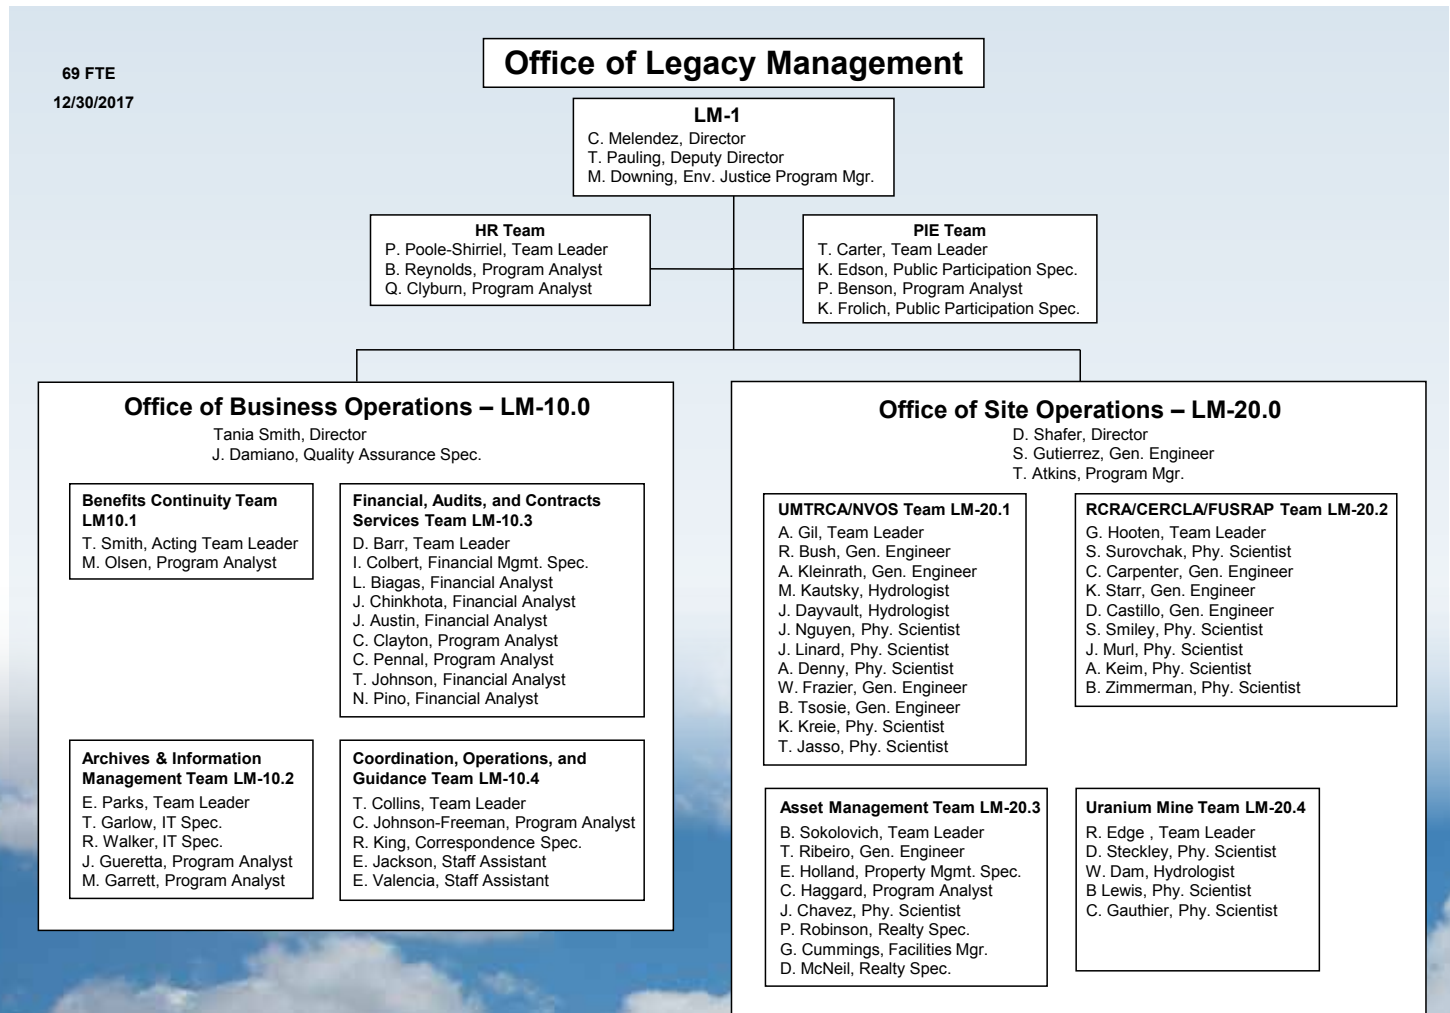 69 FTE
12/30/2017
Office of Legacy Management
LM-1
C. Melendez, Director
T. Pauling, Deputy Director
M. Downing, Env. Justice Program Mgr.
HR Team
P. Poole-Shirriel, Team Leader
B. Reynolds, Program Analyst
Q. Clyburn, Program Analyst
PIE Team
T. Carter, Team Leader
K. Edson, Public Participation Spec.
P. Benson, Program Analyst
K. Frolich, Public Participation Spec.
Office of Business Operations – LM-10.0
Tania Smith, Director
J. Damiano, Quality Assurance Spec.
Benefits Continuity Team
LM10.1
T. Smith, Acting Team Leader
M. Olsen, Program Analyst
Financial, Audits, and Contracts
Services Team LM-10.3
D. Barr, Team Leader
I. Colbert, Financial Mgmt. Spec.
L. Biagas, Financial Analyst
J. Chinkhota, Financial Analyst
J. Austin, Financial Analyst
C. Clayton, Program Analyst
C. Pennal, Program Analyst
T. Johnson, Financial Analyst
N. Pino, Financial Analyst
Archives & Information
Management Team LM-10.2
E. Parks, Team Leader
T. Garlow, IT Spec.
R. Walker, IT Spec.
J. Gueretta, Program Analyst
M. Garrett, Program Analyst
Coordination, Operations, and
Guidance Team LM-10.4
T. Collins, Team Leader
C. Johnson-Freeman, Program Analyst
R. King, Correspondence Spec.
E. Jackson, Staff Assistant
E. Valencia, Staff Assistant
Office of Site Operations – LM-20.0
D. Shafer, Director
S. Gutierrez, Gen. Engineer
T. Atkins, Program Mgr.
UMTRCA/NVOS Team LM-20.1
A. Gil, Team Leader
R. Bush, Gen. Engineer
A. Kleinrath, Gen. Engineer
M. Kautsky, Hydrologist
J. Dayvault, Hydrologist
J. Nguyen, Phy. Scientist
J. Linard, Phy. Scientist
A. Denny, Phy. Scientist
W. Frazier, Gen. Engineer
B. Tsosie, Gen. Engineer
K. Kreie, Phy. Scientist
T. Jasso, Phy. Scientist
RCRA/CERCLA/FUSRAP Team LM-20.2
G. Hooten, Team Leader
S. Surovchak, Phy. Scientist
C. Carpenter, Gen. Engineer
K. Starr, Gen. Engineer
D. Castillo, Gen. Engineer
S. Smiley, Phy. Scientist
J. Murl, Phy. Scientist
A. Keim, Phy. Scientist
B. Zimmerman, Phy. Scientist
Asset Management Team LM-20.3
B. Sokolovich, Team Leader
T. Ribeiro, Gen. Engineer
E. Holland, Property Mgmt. Spec.
C. Haggard, Program Analyst
J. Chavez, Phy. Scientist
P. Robinson, Realty Spec.
G. Cummings, Facilities Mgr.
D. McNeil, Realty Spec.
Uranium Mine Team LM-20.4
R. Edge , Team Leader
D. Steckley, Phy. Scientist
W. Dam, Hydrologist
B Lewis, Phy. Scientist
C. Gauthier, Phy. Scientist